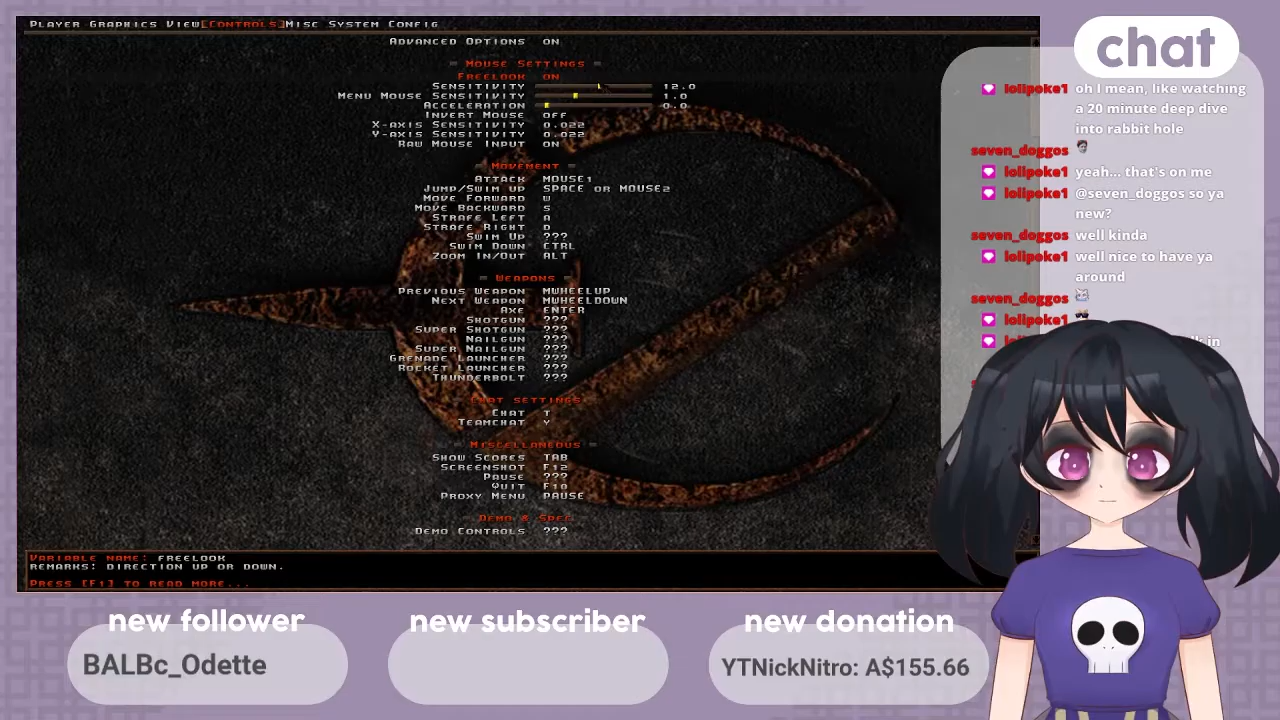 Player Graphics View[Controls]Misc System Config
Advanced Options ON
= Mouse Settings =
Freelook ON
Sensitivity 12.0
Menu Mouse Sensitivity 1.0
Acceleration 0.0
Invert Mouse OFF
X-axis Sensitivity 0.022
Y-axis Sensitivity 0.022
Raw Mouse Input ON
= Movement =
Attack MOUSE1
Jump/Swim up SPACE or MOUSE2
Move Forward W
Move Backward S
Strafe Left A
Strafe Right D
Swim Up ???
Swim Down CTRL
Zoom In/Out ALT
= Weapons =
Previous Weapon MWHEELUP
Next Weapon MWHEELDOWN
Axe ENTER
Shotgun ???
Super Shotgun ???
Nailgun ???
Super Nailgun ???
Grenade Launcher ???
Rocket Launcher ???
Thunderbolt ???
Chat Settings
Chat T
Teamchat Y
= Miscellaneous =
Show Scores TAB
Screenshot F12
Pause ???
Quit F10
Proxy Menu PAUSE
= Demo & Spec
Demo Controls ???
Variable name: freelook
Remarks: direction up or down.
Press [F1] to read more...
chat
lolipoke1 oh I mean, like watching
a 20 minute deep dive
into rabbit hole
seven_doggos
lolipoke1 yeah... that's on me
lolipoke1 @seven_doggos so ya
new?
seven_doggos well kinda
lolipoke1 well nice to have ya
around
seven_doggos
lolipoke1
in
new follower
BALBc_Odette
new subscriber
new donation
YTNickNitro: A$155.66